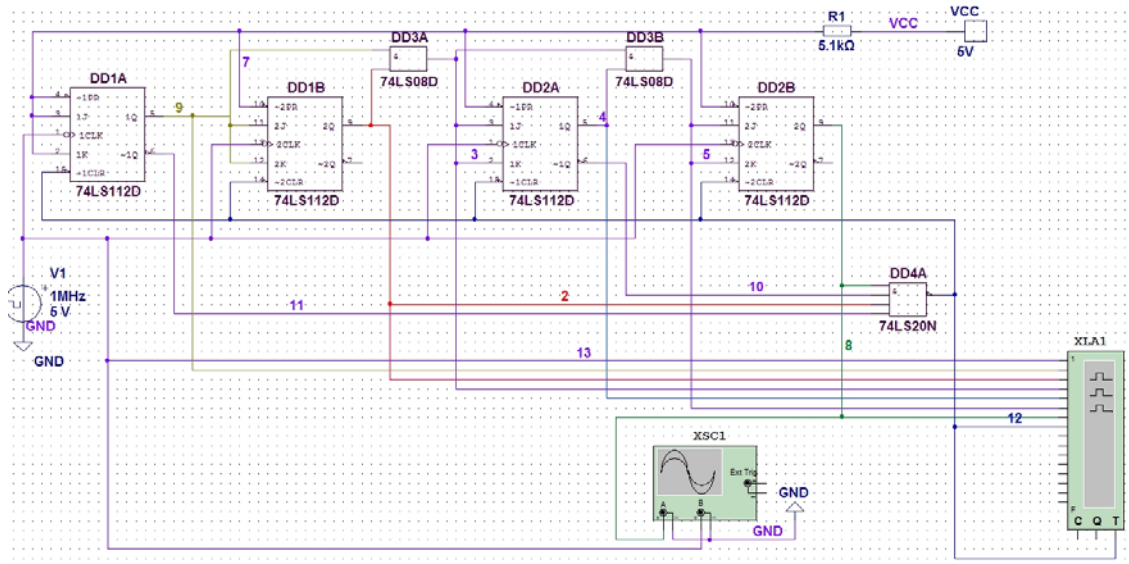 VCC
R1
VCC
5.1kΩ
5V
DD3A
DD3B
&
&
74LS08D
74LS08D
7
DD1A
DD1B
DD2A
DD2B
9
4
~1PR
1J
1Q
1CLK
1K
~1Q
~1CLR
74LS112D
~2PR
2J
2Q
2CLK
2K
~2Q
~2CLR
74LS112D
3
~1PR
1J
1Q
1CLK
1K
~1Q
~1CLR
74LS112D
5
~2PR
2J
2Q
2CLK
2K
~2Q
~2CLR
74LS112D
V1
1MHz
5 V
GND
GND
11
2
10
DD4A
&
74LS20N
8
13
12
XLA1
1
F
C Q T
XSC1
Ext Trig
A
B
GND
GND